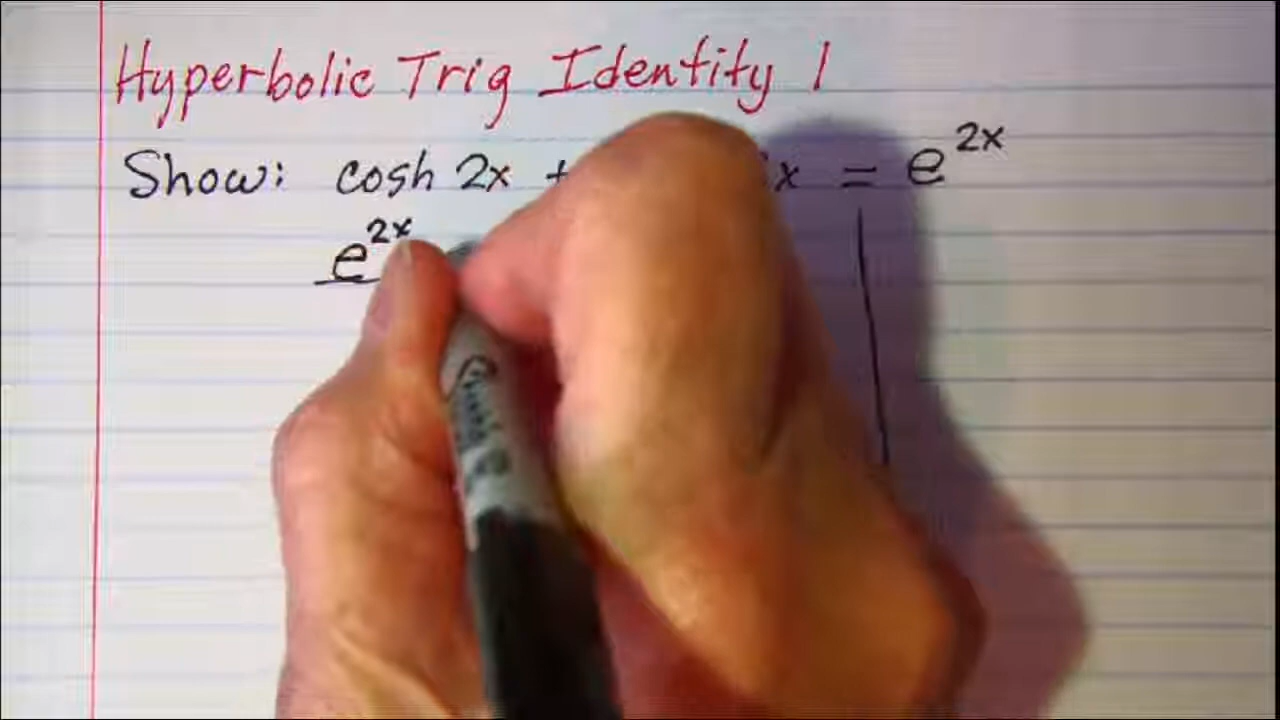 Hyperbolic Trig Identity 1
Show: cosh 2x + x = e^2x
e^2x